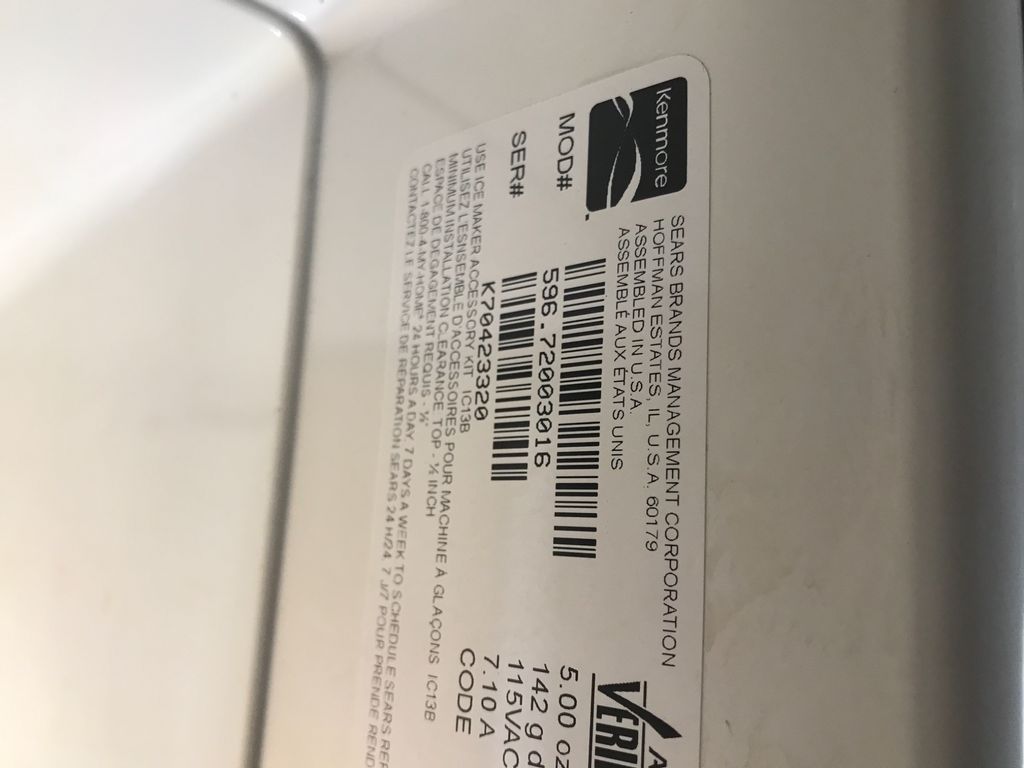 Kenmore
SEARS BRANDS MANAGEMENT CORPORATION
HOFFMAN ESTATES, IL, U.S.A. 60179
ASSEMBLED IN U.S.A.
ASSEMBLÉ AUX ÉTATS UNIS
MOD#
596.72003016
SER#
K70423320
USE ICE MAKER ACCESSORY KIT IC13B
UTILISEZ L'ESNSEMBLE D'ACCESSOIRES POUR MACHINE À GLAÇONS IC13B
MINIMUM INSTALLATION CLEARANCE, TOP - ½ INCH
ESPACE DE DÉGAGEMENT REQUIS - ½"
CALL 1-800-4-MY-HOME 24 HOURS A DAY, 7 DAYS A WEEK TO SCHEDULE SEARS REP
CONTACTEZ LE SERVICE DE RÉPARATION SEARS 24 H/24, 7 J/7 POUR PRENDRE REND
A
VERI
5.00 oz
142 g d
115VAC
7.10 A
CODE